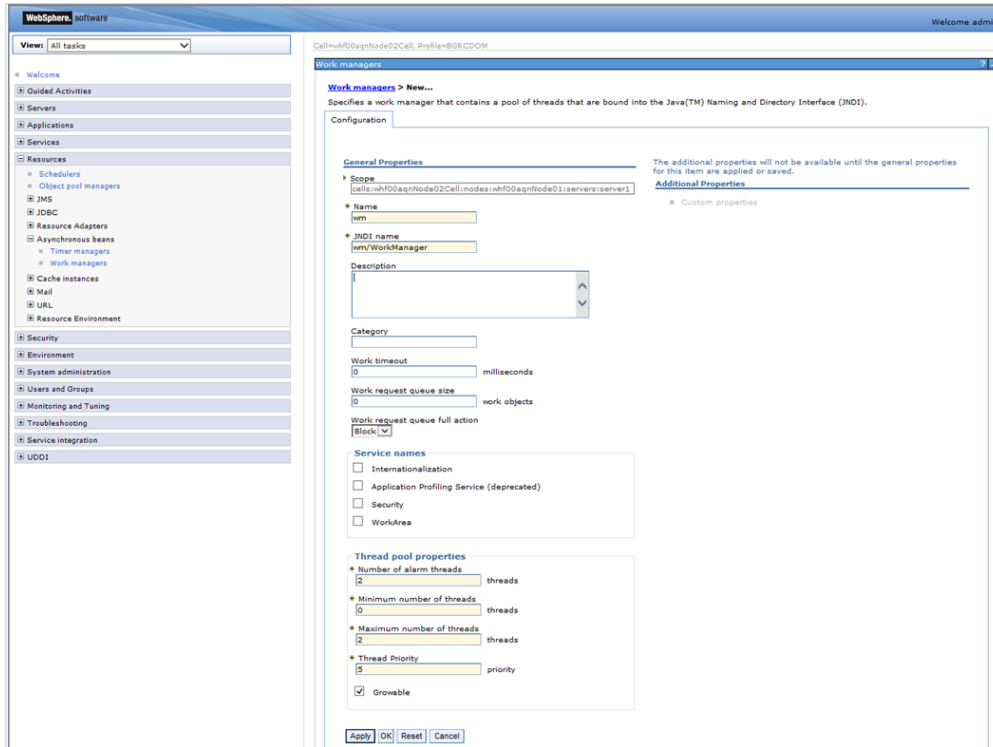 WebSphere. software
Welcome admi
View: All tasks
Cell=whf00aqnNode02Cell, Profile=BGRCDOM
Work managers
?
Welcome
Guided Activities
Servers
Applications
Services
Resources
Schedulers
Object pool managers
JMS
JDBC
Resource Adapters
Asynchronous beans
Timer managers
Work managers
Cache instances
Mail
URL
Resource Environment
Security
Environment
System administration
Users and Groups
Monitoring and Tuning
Troubleshooting
Service integration
UDDI
Work managers > New...
Specifies a work manager that contains a pool of threads that are bound into the Java(TM) Naming and Directory Interface (JNDI).
Configuration
General Properties
Scope
cells:whf00aqnNode02Cell:nodes:whf00aqnNode01:servers:server1
* Name
wm
* JNDI name
wm/WorkManager
Description
Category
Work timeout
0 milliseconds
Work request queue size
0 work objects
Work request queue full action
Block
Service names
Internationalization
Application Profiling Service (deprecated)
Security
WorkArea
Thread pool properties
* Number of alarm threads
2 threads
* Minimum number of threads
0 threads
* Maximum number of threads
2 threads
* Thread Priority
5 priority
Growable
Apply OK Reset Cancel
The additional properties will not be available until the general properties
for this item are applied or saved.
Additional Properties
Custom properties